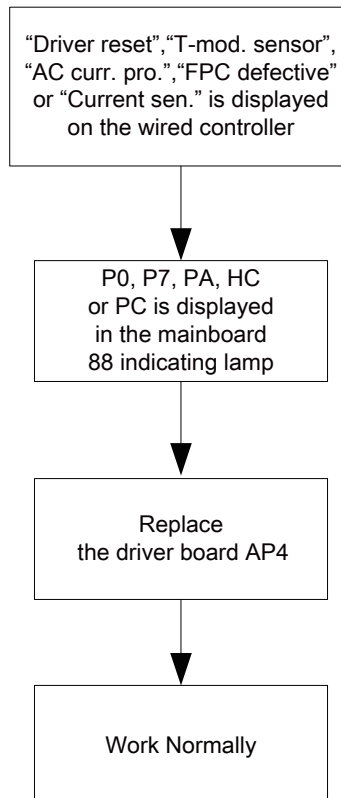 “Driver reset”,“T-mod. sensor”,
“AC curr. pro.”,“FPC defective”
or “Current sen.” is displayed
on the wired controller
P0, P7, PA, HC
or PC is displayed
in the mainboard
88 indicating lamp
Replace
the driver board AP4
Work Normally